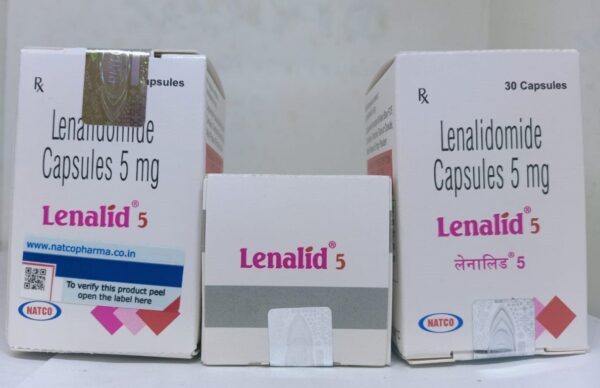 Rx
apsules
Lenalidomide
Capsules 5 mg
Lenalid® 5
www.natcopharma.co.in
To verify this product peel
open the label here
NATCO
Lenalid® 5
Rx
30 Capsules
Lenalidomide
Capsules 5 mg
Lenalid® 5
लेनालिड® 5
NATCO